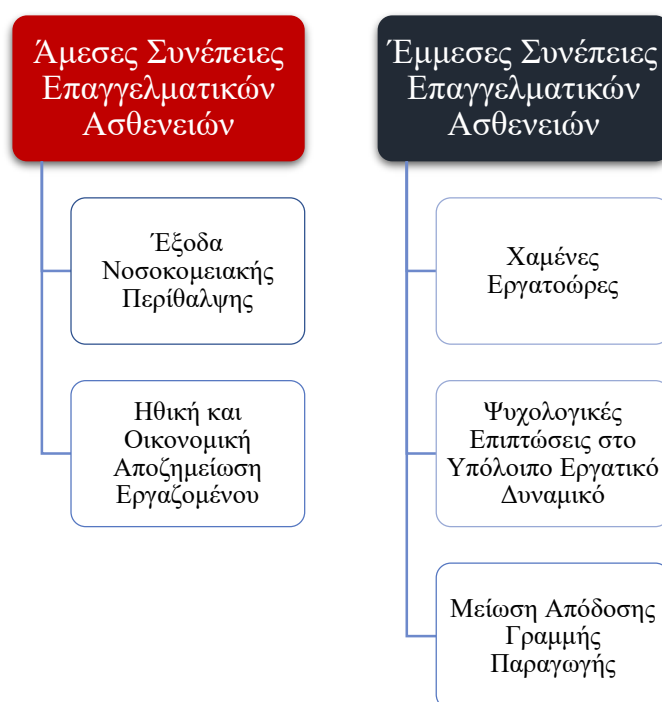 Άμεσες Συνέπειες
Επαγγελματικών
Ασθενειών
Έξοδα
Νοσοκομειακής
Περίθαλψης
Ηθική και
Οικονομική
Αποζημείωση
Εργαζομένου
Έμμεσες Συνέπειες
Επαγγελματικών
Ασθενειών
Χαμένες
Εργατοώρες
Ψυχολογικές
Επιπτώσεις στο
Υπόλοιπο Εργατικό
Δυναμικό
Μείωση Απόδοσης
Γραμμής
Παραγωγής